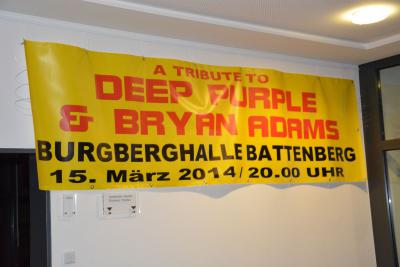 A TRIBUTE TO
DEEP PURPLE
& BRYAN ADAMS
BURGBERGHALLE BATTENBERG
15. März 2014/20.00 UHR